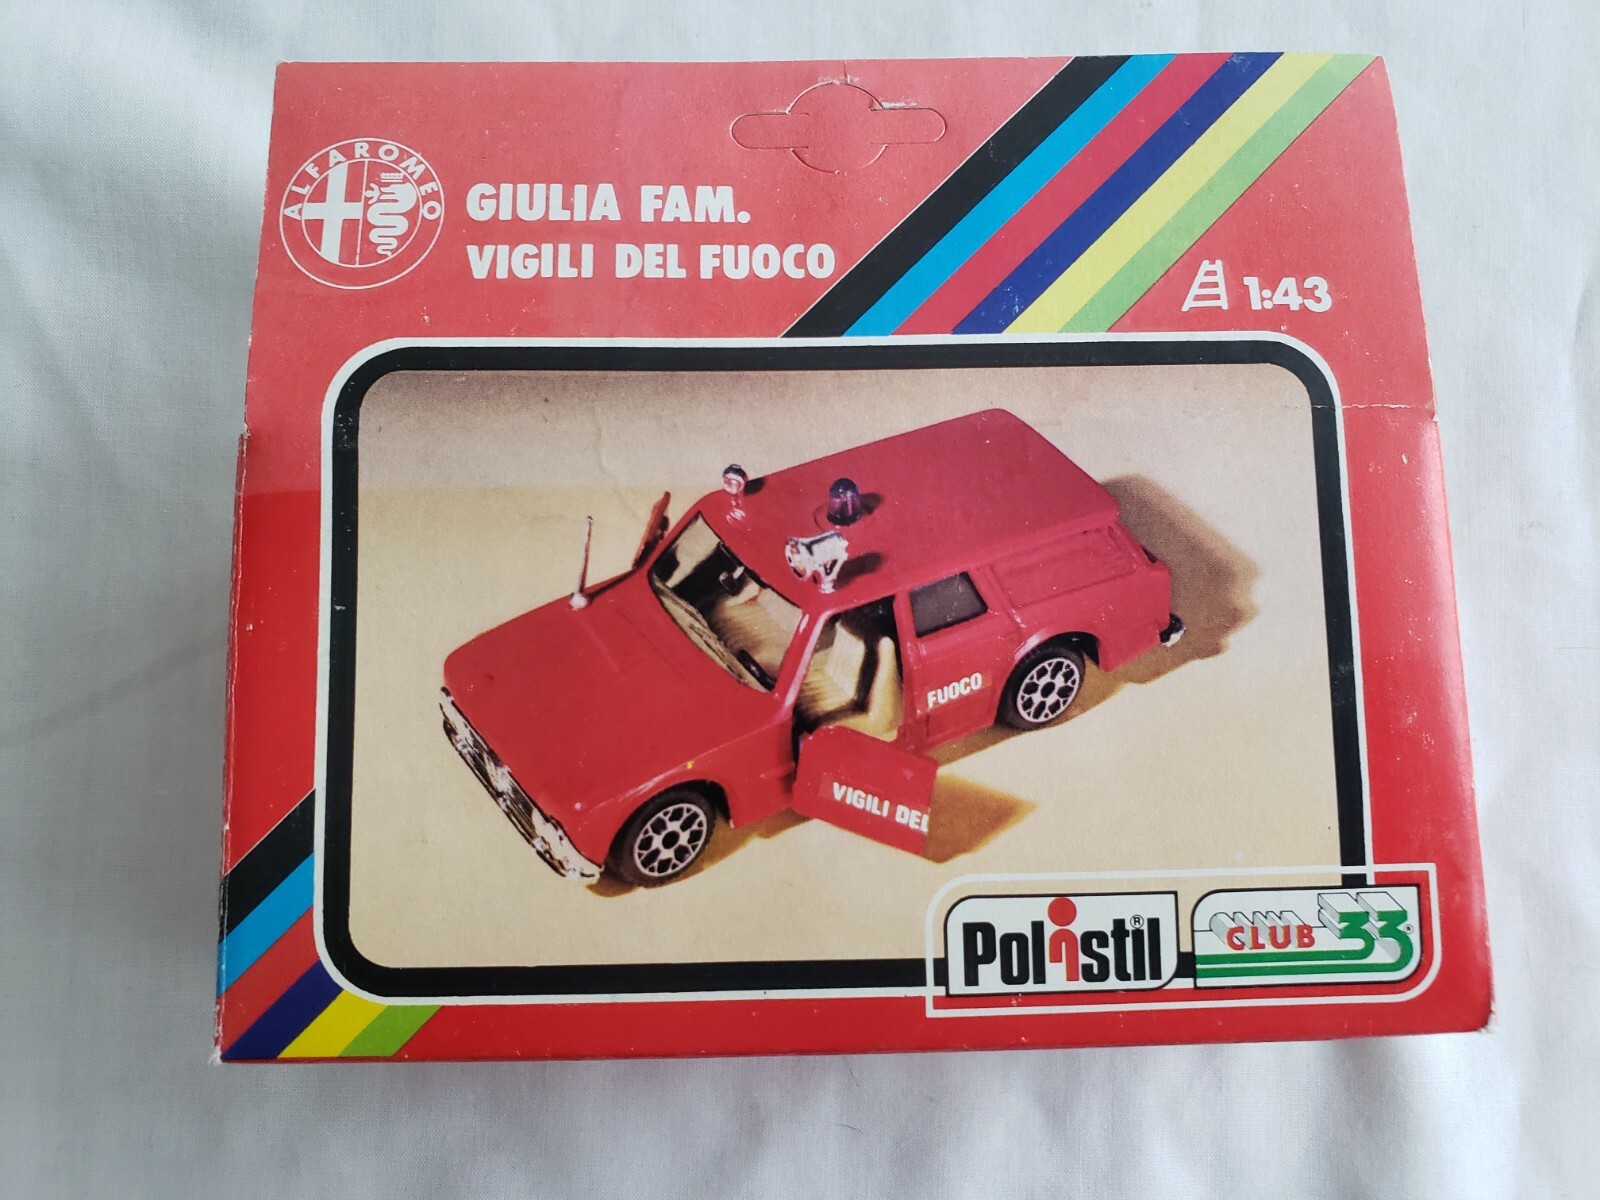 ALFA ROMEO
GIULIA FAM.
VIGILI DEL FUOCO
1:43
FUOCO
VIGILI DEL
Polistil®
CLUB 33®